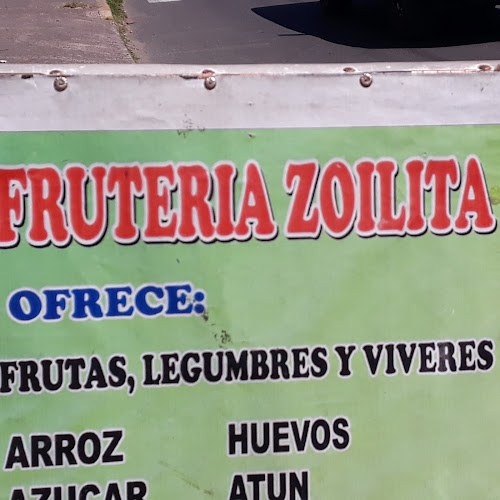 FRUTERIA ZOILITA
OFRECE:
FRUTAS, LEGUMBRES Y VIVERES
ARROZ HUEVOS
AZUCAR ATUN